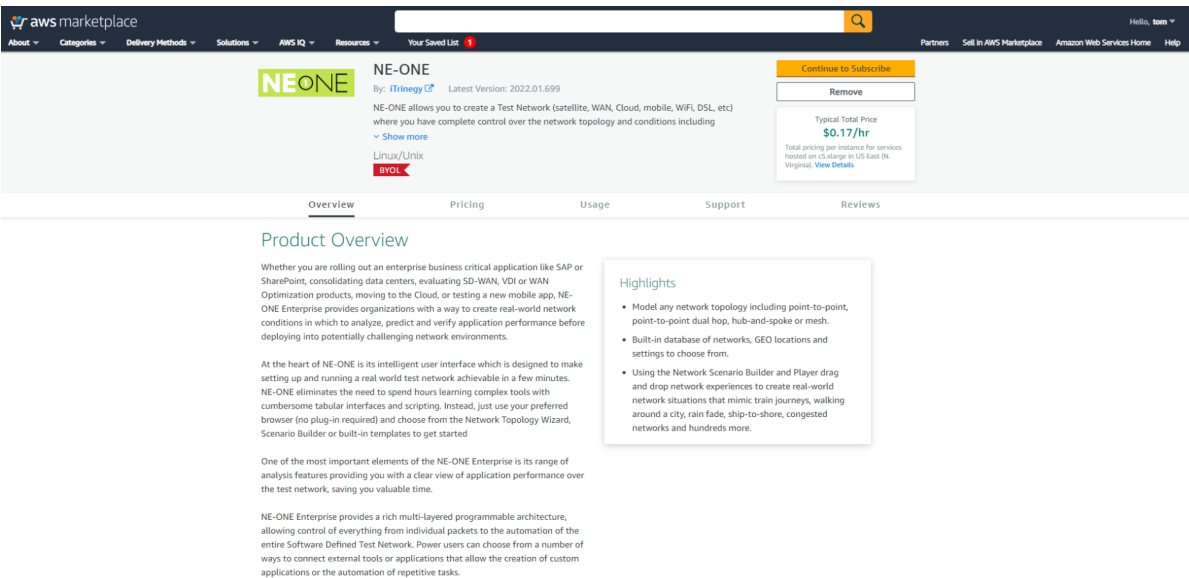 aws marketplace
Hello, tom
About
Categories
Delivery Methods
Solutions
AWS IQ
Resources
Your Saved List 1
Partners
Sell in AWS Marketplace
Amazon Web Services Home
Help
NEONE
NE-ONE
By: iTrinegy Latest Version: 2022.01.699
NE-ONE allows you to create a Test Network (satellite, WAN, Cloud, mobile, WiFi, DSL, etc)
where you have complete control over the network topology and conditions including
Show more
Linux/Unix
BYOL
Continue to Subscribe
Remove
Typical Total Price
$0.17/hr
Total pricing per instance for services
hosted on c5.xlarge in US East (N.
Virginia). View Details
Overview
Pricing
Usage
Support
Reviews
Product Overview
Whether you are rolling out an enterprise business critical application like SAP or
SharePoint, consolidating data centers, evaluating SD-WAN, VDI or WAN
Optimization products, moving to the Cloud, or testing a new mobile app, NE-
ONE Enterprise provides organizations with a way to create real-world network
conditions in which to analyze, predict and verify application performance before
deploying into potentially challenging network environments.
At the heart of NE-ONE is its intelligent user interface which is designed to make
setting up and running a real world test network achievable in a few minutes.
NE-ONE eliminates the need to spend hours learning complex tools with
cumbersome tabular interfaces and scripting. Instead, just use your preferred
browser (no plug-in required) and choose from the Network Topology Wizard,
Scenario Builder or built-in templates to get started
One of the most important elements of the NE-ONE Enterprise is its range of
analysis features providing you with a clear view of application performance over
the test network, saving you valuable time.
NE-ONE Enterprise provides a rich multi-layered programmable architecture,
allowing control of everything from individual packets to the automation of the
entire Software Defined Test Network. Power users can choose from a number of
ways to connect external tools or applications that allow the creation of custom
applications or the automation of repetitive tasks.
Highlights
• Model any network topology including point-to-point,
point-to-point dual hop, hub-and-spoke or mesh.
• Built-in database of networks, GEO locations and
settings to choose from.
• Using the Network Scenario Builder and Player drag
and drop network experiences to create real-world
network situations that mimic train journeys, walking
around a city, rain fade, ship-to-shore, congested
networks and hundreds more.